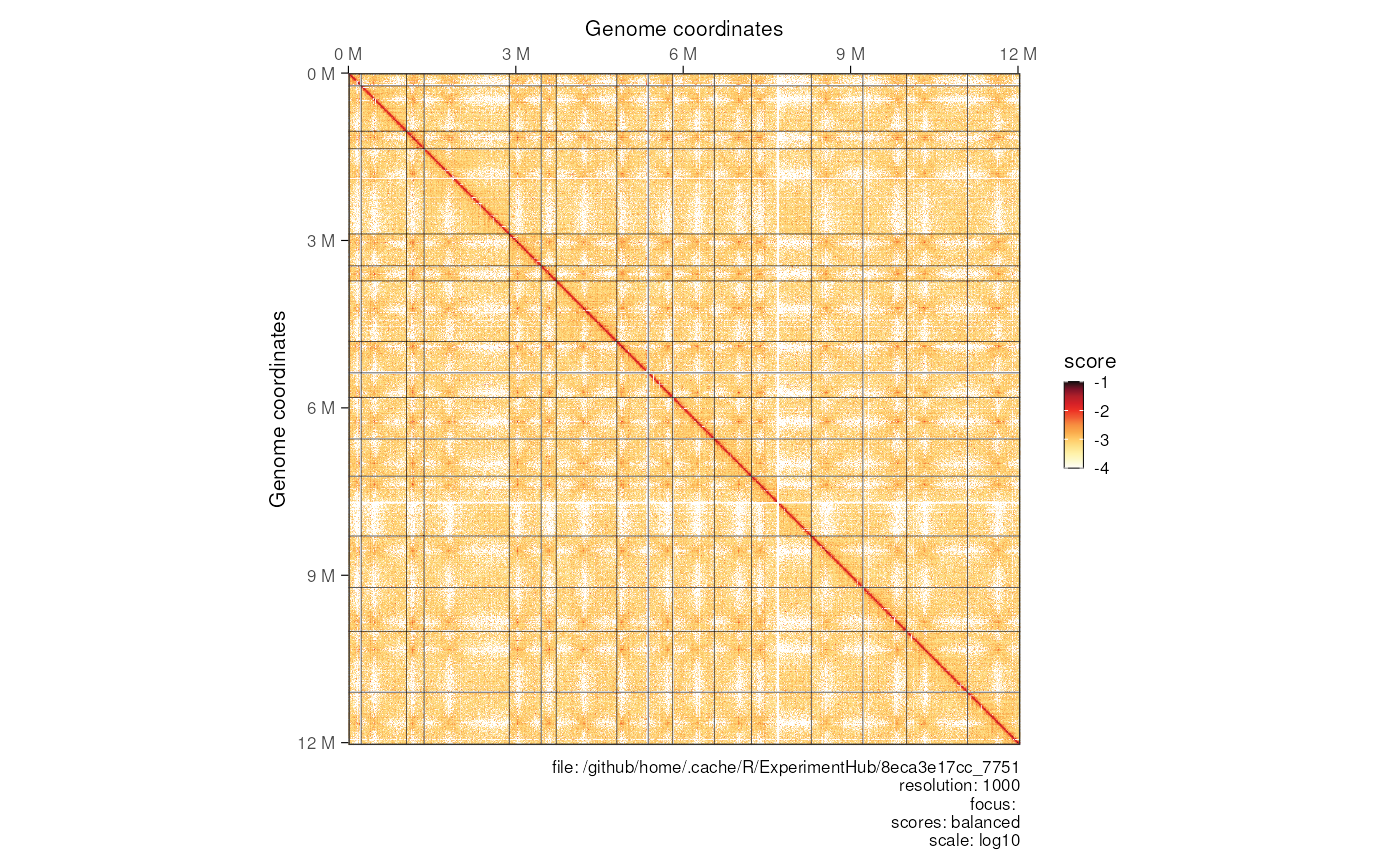 Genome coordinates
0 M 3 M 6 M 9 M 12 M
0 M
3 M
6 M
9 M
12 M
Genome coordinates
score
-1
-2
-3
-4
file: /github/home/.cache/R/ExperimentHub/8eca3e17cc_7751
resolution: 1000
focus:
scores: balanced
scale: log10